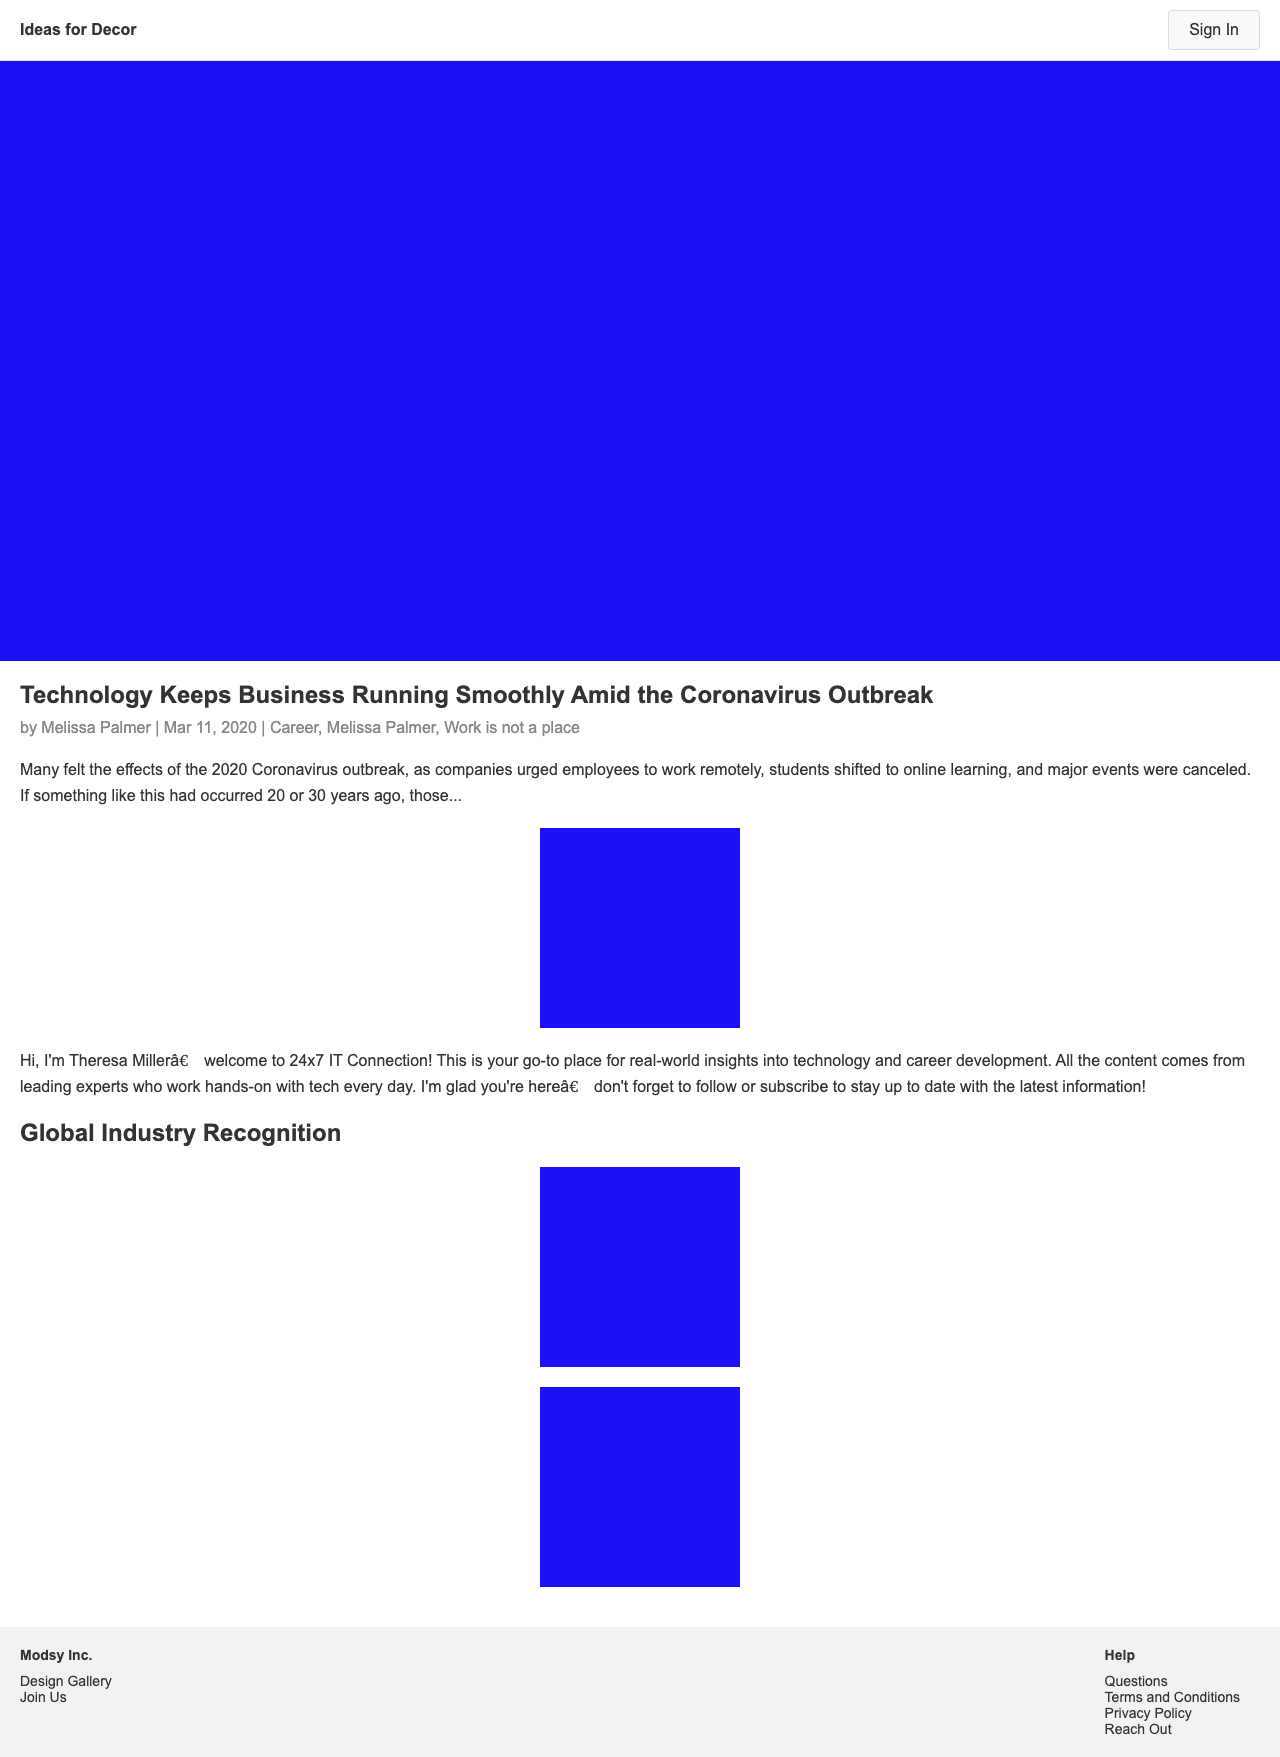 Ideas for Decor
Sign In
Technology Keeps Business Running Smoothly Amid the Coronavirus Outbreak
by Melissa Palmer | Mar 11, 2020 | Career, Melissa Palmer, Work is not a place
Many felt the effects of the 2020 Coronavirus outbreak, as companies urged employees to work remotely, students shifted to online learning, and major events were canceled.
If something like this had occurred 20 or 30 years ago, those...
Hi, I'm Theresa Millerâ€ welcome to 24x7 IT Connection! This is your go-to place for real-world insights into technology and career development. All the content comes from
leading experts who work hands-on with tech every day. I'm glad you're hereâ€ don't forget to follow or subscribe to stay up to date with the latest information!
Global Industry Recognition
Modsy Inc.
Design Gallery
Join Us
Help
Questions
Terms and Conditions
Privacy Policy
Reach Out